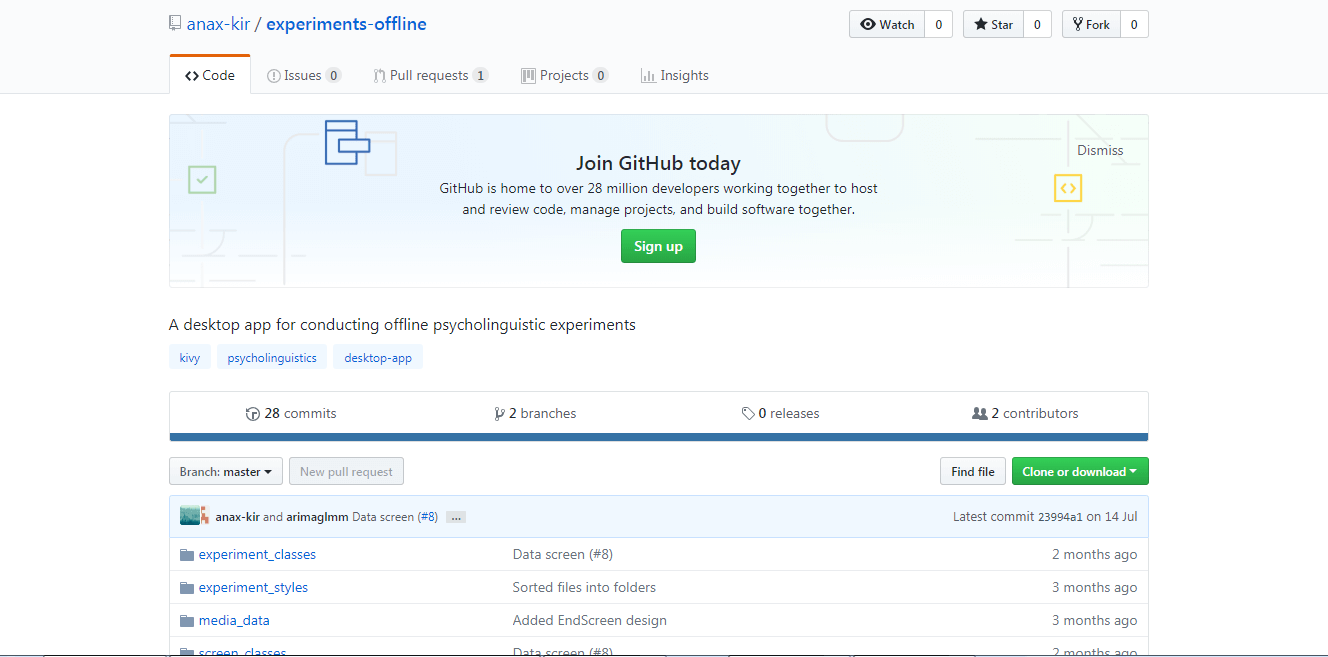 anax-kir / experiments-offline
Watch 0 Star 0 Fork 0
Code Issues 0 Pull requests 1 Projects 0 Insights
Dismiss
Join GitHub today
GitHub is home to over 28 million developers working together to host
and review code, manage projects, and build software together.
Sign up
A desktop app for conducting offline psycholinguistic experiments
kivy psycholinguistics desktop-app
28 commits 2 branches 0 releases 2 contributors
Branch: master New pull request Find file Clone or download
anax-kir and arimaglmm Data screen (#8) ... Latest commit 23994a1 on 14 Jul
experiment_classes Data screen (#8) 2 months ago
experiment_styles Sorted files into folders 3 months ago
media_data Added EndScreen design 3 months ago
screen_classes Data screen (#8) 2 months ago